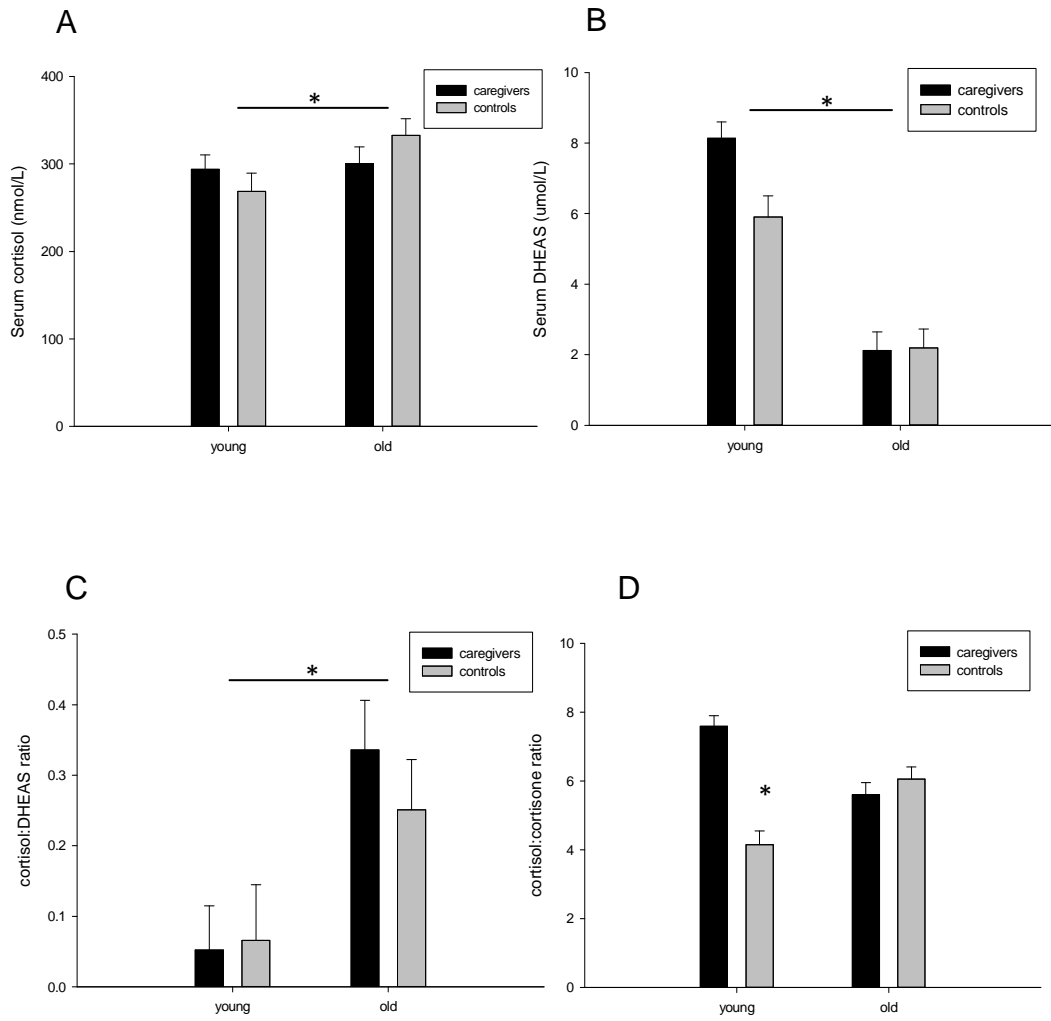 A
Serum cortisol (nmol/L)
400
300
200
100
0
*
caregivers
controls
young
old
B
Serum DHEAS (umol/L)
10
8
6
4
2
0
*
caregivers
controls
young
old
C
cortisol:DHEAS ratio
0.5
0.4
0.3
0.2
0.1
0.0
*
caregivers
controls
young
old
D
cortisol:cortisone ratio
10
8
6
4
2
0
*
caregivers
controls
young
old